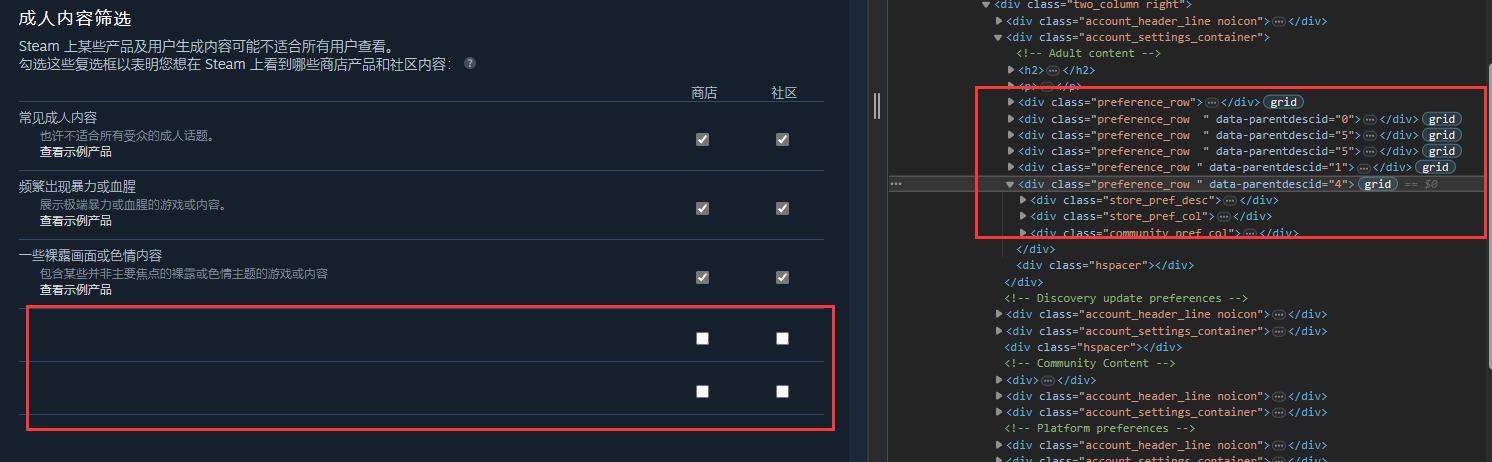 成人内容筛选
Steam 上某些产品及用户生成内容可能不适合所有用户查看。
勾选这些复选框以表明您想在 Steam 上看到哪些商店产品和社区内容： ?
商店 社区
常见成人内容
也许不适合所有受众的成人话题。
查看示例产品
频繁出现暴力或血腥
展示极端暴力或血腥的游戏或内容。
查看示例产品
一些裸露画面或色情内容
包含某些并非主要焦点的裸露或色情主题的游戏或内容
查看示例产品
<div class="two_column right">
<div class="account_header_line noicon">⋯</div>
<div class="account_settings_container">
<!-- Adult content -->
<h2>⋯</h2>
<p>⋯</p>
<div class="preference_row">⋯</div> grid
<div class="preference_row  " data-parentdescid="0">⋯</div> grid
<div class="preference_row  " data-parentdescid="5">⋯</div> grid
<div class="preference_row  " data-parentdescid="5">⋯</div> grid
<div class="preference_row " data-parentdescid="1">⋯</div> grid
⋯ <div class="preference_row " data-parentdescid="4"> grid == $0
<div class="store_pref_desc">⋯</div>
<div class="store_pref_col">⋯</div>
<div class="community_pref_col">⋯</div>
</div>
<div class="hspacer"></div>
</div>
<!-- Discovery update preferences -->
<div class="account_header_line noicon">⋯</div>
<div class="account_settings_container">⋯</div>
<div class="hspacer"></div>
<!-- Community Content -->
<div>⋯</div>
<div class="account_header_line noicon">⋯</div>
<div class="account_settings_container">⋯</div>
<!-- Platform preferences -->
<div class="account_header_line noicon">⋯</div>
<div class="account_settings_container">⋯</div>